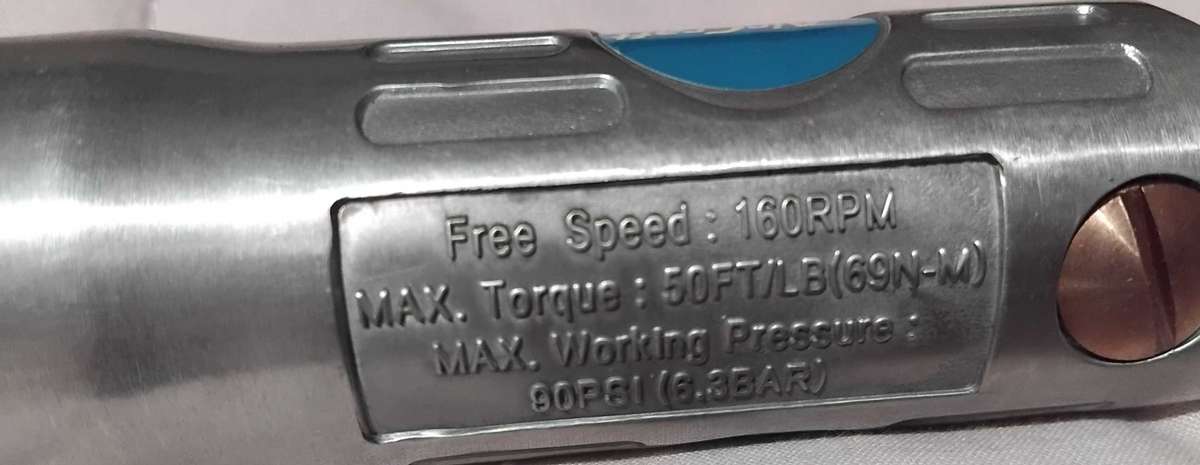 Free Speed : 160RPM
MAX. Torque : 50FT/LB(69N-M)
MAX. Working Pressure :
90PSI (6.3BAR)